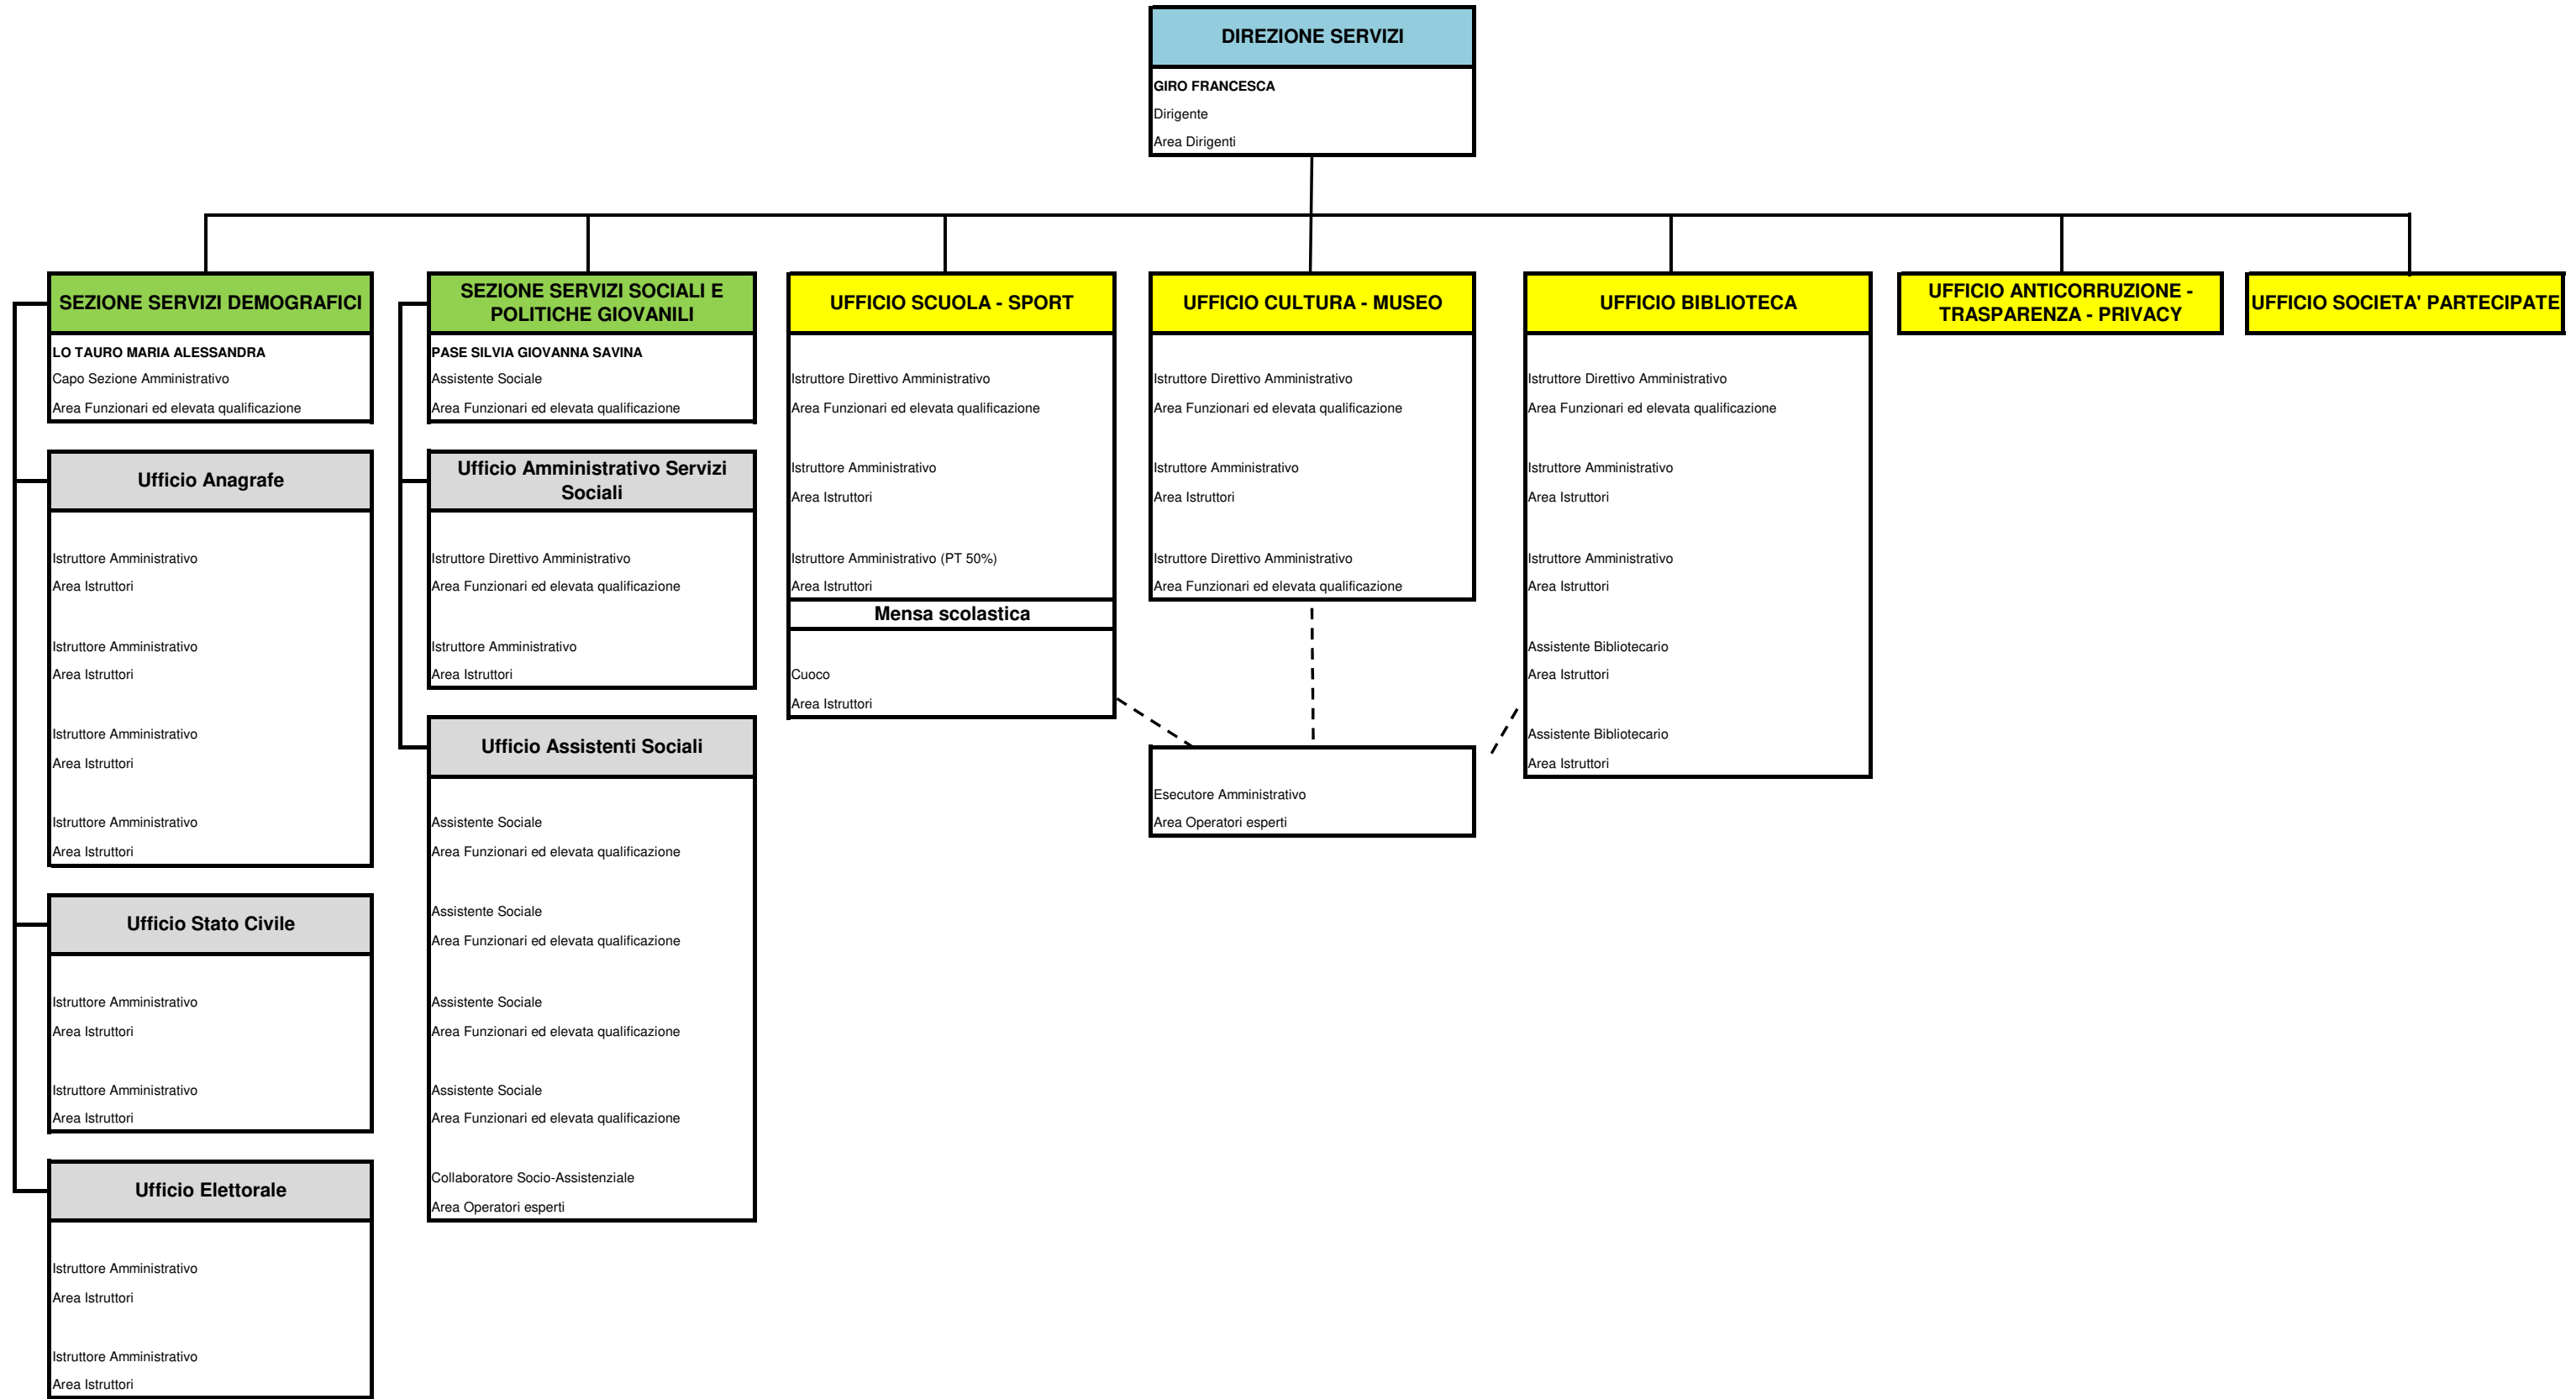 DIREZIONE SERVIZI
GIRO FRANCESCA
Dirigente
Area Dirigenti
SEZIONE SERVIZI DEMOGRAFICI
LO TAURO MARIA ALESSANDRA
Capo Sezione Amministrativo
Area Funzionari ed elevata qualificazione
Ufficio Anagrafe
Istruttore Amministrativo
Area Istruttori
Istruttore Amministrativo
Area Istruttori
Istruttore Amministrativo
Area Istruttori
Istruttore Amministrativo
Area Istruttori
Ufficio Stato Civile
Istruttore Amministrativo
Area Istruttori
Istruttore Amministrativo
Area Istruttori
Ufficio Elettorale
Istruttore Amministrativo
Area Istruttori
Istruttore Amministrativo
Area Istruttori
SEZIONE SERVIZI SOCIALI E
POLITICHE GIOVANILI
PASE SILVIA GIOVANNA SAVINA
Assistente Sociale
Area Funzionari ed elevata qualificazione
Ufficio Amministrativo Servizi
Sociali
Istruttore Direttivo Amministrativo
Area Funzionari ed elevata qualificazione
Istruttore Amministrativo
Area Istruttori
Ufficio Assistenti Sociali
Assistente Sociale
Area Funzionari ed elevata qualificazione
Assistente Sociale
Area Funzionari ed elevata qualificazione
Assistente Sociale
Area Funzionari ed elevata qualificazione
Assistente Sociale
Area Funzionari ed elevata qualificazione
Collaboratore Socio-Assistenziale
Area Operatori esperti
UFFICIO SCUOLA - SPORT
Istruttore Direttivo Amministrativo
Area Funzionari ed elevata qualificazione
Istruttore Amministrativo
Area Istruttori
Istruttore Amministrativo (PT 50%)
Area Istruttori
Mensa scolastica
Cuoco
Area Istruttori
UFFICIO CULTURA - MUSEO
Istruttore Direttivo Amministrativo
Area Funzionari ed elevata qualificazione
Istruttore Amministrativo
Area Istruttori
Istruttore Direttivo Amministrativo
Area Funzionari ed elevata qualificazione
Esecutore Amministrativo
Area Operatori esperti
UFFICIO BIBLIOTECA
Istruttore Direttivo Amministrativo
Area Funzionari ed elevata qualificazione
Istruttore Amministrativo
Area Istruttori
Istruttore Amministrativo
Area Istruttori
Assistente Bibliotecario
Area Istruttori
Assistente Bibliotecario
Area Istruttori
UFFICIO ANTICORRUZIONE -
TRASPARENZA - PRIVACY
UFFICIO SOCIETA' PARTECIPATE